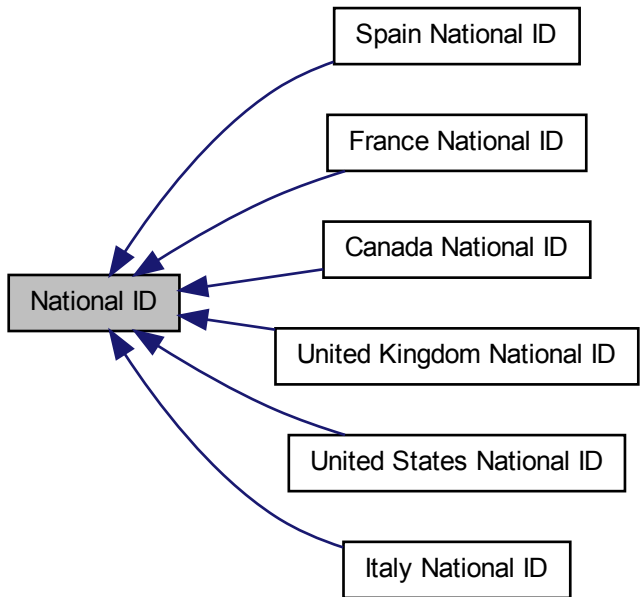 Spain National ID
France National ID
Canada National ID
National ID
United Kingdom National ID
United States National ID
Italy National ID